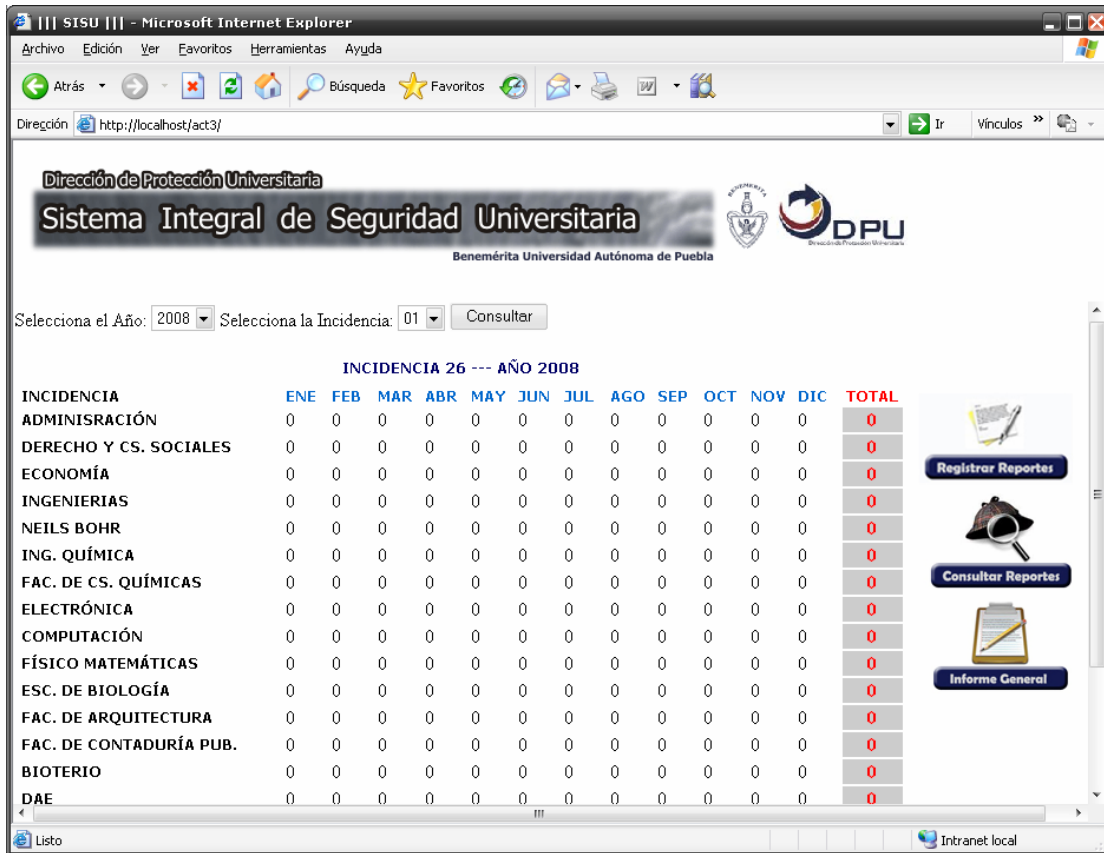 ||| SISU ||| - Microsoft Internet Explorer
Archivo Edición Ver Favoritos Herramientas Ayuda
Atrás Búsqueda Favoritos
Dirección http://localhost/act3/ Ir Vínculos »
Dirección de Protección Universitaria
Sistema Integral de Seguridad Universitaria
Benemérita Universidad Autónoma de Puebla
BENEMERITA
DPU
Dirección de Protección Universitaria
Selecciona el Año: 2008 Selecciona la Incidencia: 01 Consultar
INCIDENCIA 26 --- AÑO 2008
INCIDENCIA ENE FEB MAR ABR MAY JUN JUL AGO SEP OCT NOV DIC TOTAL
ADMINISRACIÓN 0 0 0 0 0 0 0 0 0 0 0 0 0
DERECHO Y CS. SOCIALES 0 0 0 0 0 0 0 0 0 0 0 0 0
ECONOMÍA 0 0 0 0 0 0 0 0 0 0 0 0 0
INGENIERIAS 0 0 0 0 0 0 0 0 0 0 0 0 0
NEILS BOHR 0 0 0 0 0 0 0 0 0 0 0 0 0
ING. QUÍMICA 0 0 0 0 0 0 0 0 0 0 0 0 0
FAC. DE CS. QUÍMICAS 0 0 0 0 0 0 0 0 0 0 0 0 0
ELECTRÓNICA 0 0 0 0 0 0 0 0 0 0 0 0 0
COMPUTACIÓN 0 0 0 0 0 0 0 0 0 0 0 0 0
FÍSICO MATEMÁTICAS 0 0 0 0 0 0 0 0 0 0 0 0 0
ESC. DE BIOLOGÍA 0 0 0 0 0 0 0 0 0 0 0 0 0
FAC. DE ARQUITECTURA 0 0 0 0 0 0 0 0 0 0 0 0 0
FAC. DE CONTADURÍA PUB. 0 0 0 0 0 0 0 0 0 0 0 0 0
BIOTERIO 0 0 0 0 0 0 0 0 0 0 0 0 0
DAE 0 0 0 0 0 0 0 0 0 0 0 0 0
Registrar Reportes
Consultar Reportes
Informe General
Listo Intranet local